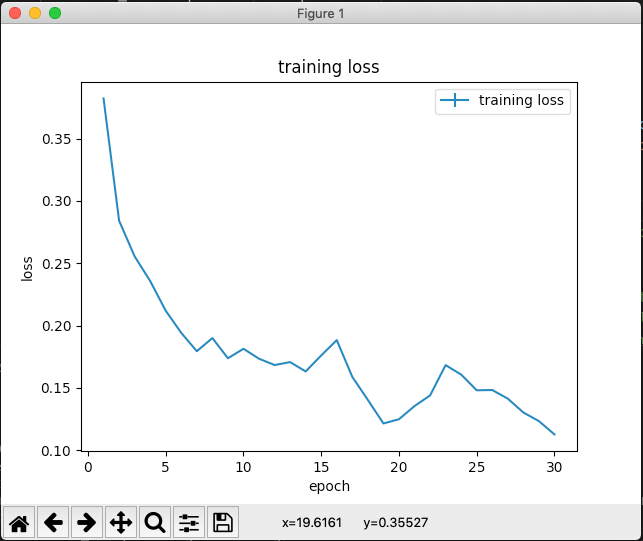 Figure 1
training loss
training loss
0.35
0.30
0.25
0.20
0.15
0.10
loss
0 5 10 15 20 25 30
epoch
x=19.6161 y=0.35527